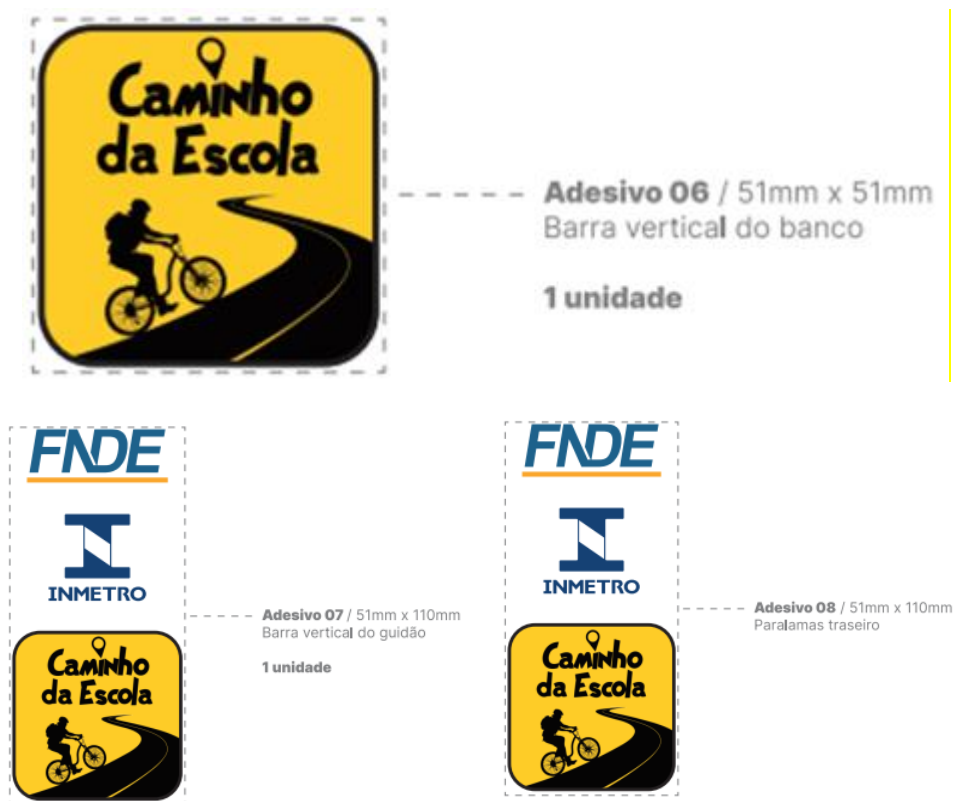 Caminho
da Escola
Adesivo 06 / 51mm x 51mm
Barra vertical do banco
1 unidade
FNDE
INMETRO
Caminho
da Escola
Adesivo 07 / 51mm x 110mm
Barra vertical do guidão
1 unidade
FNDE
INMETRO
Caminho
da Escola
Adesivo 08 / 51mm x 110mm
Paralamas traseiro